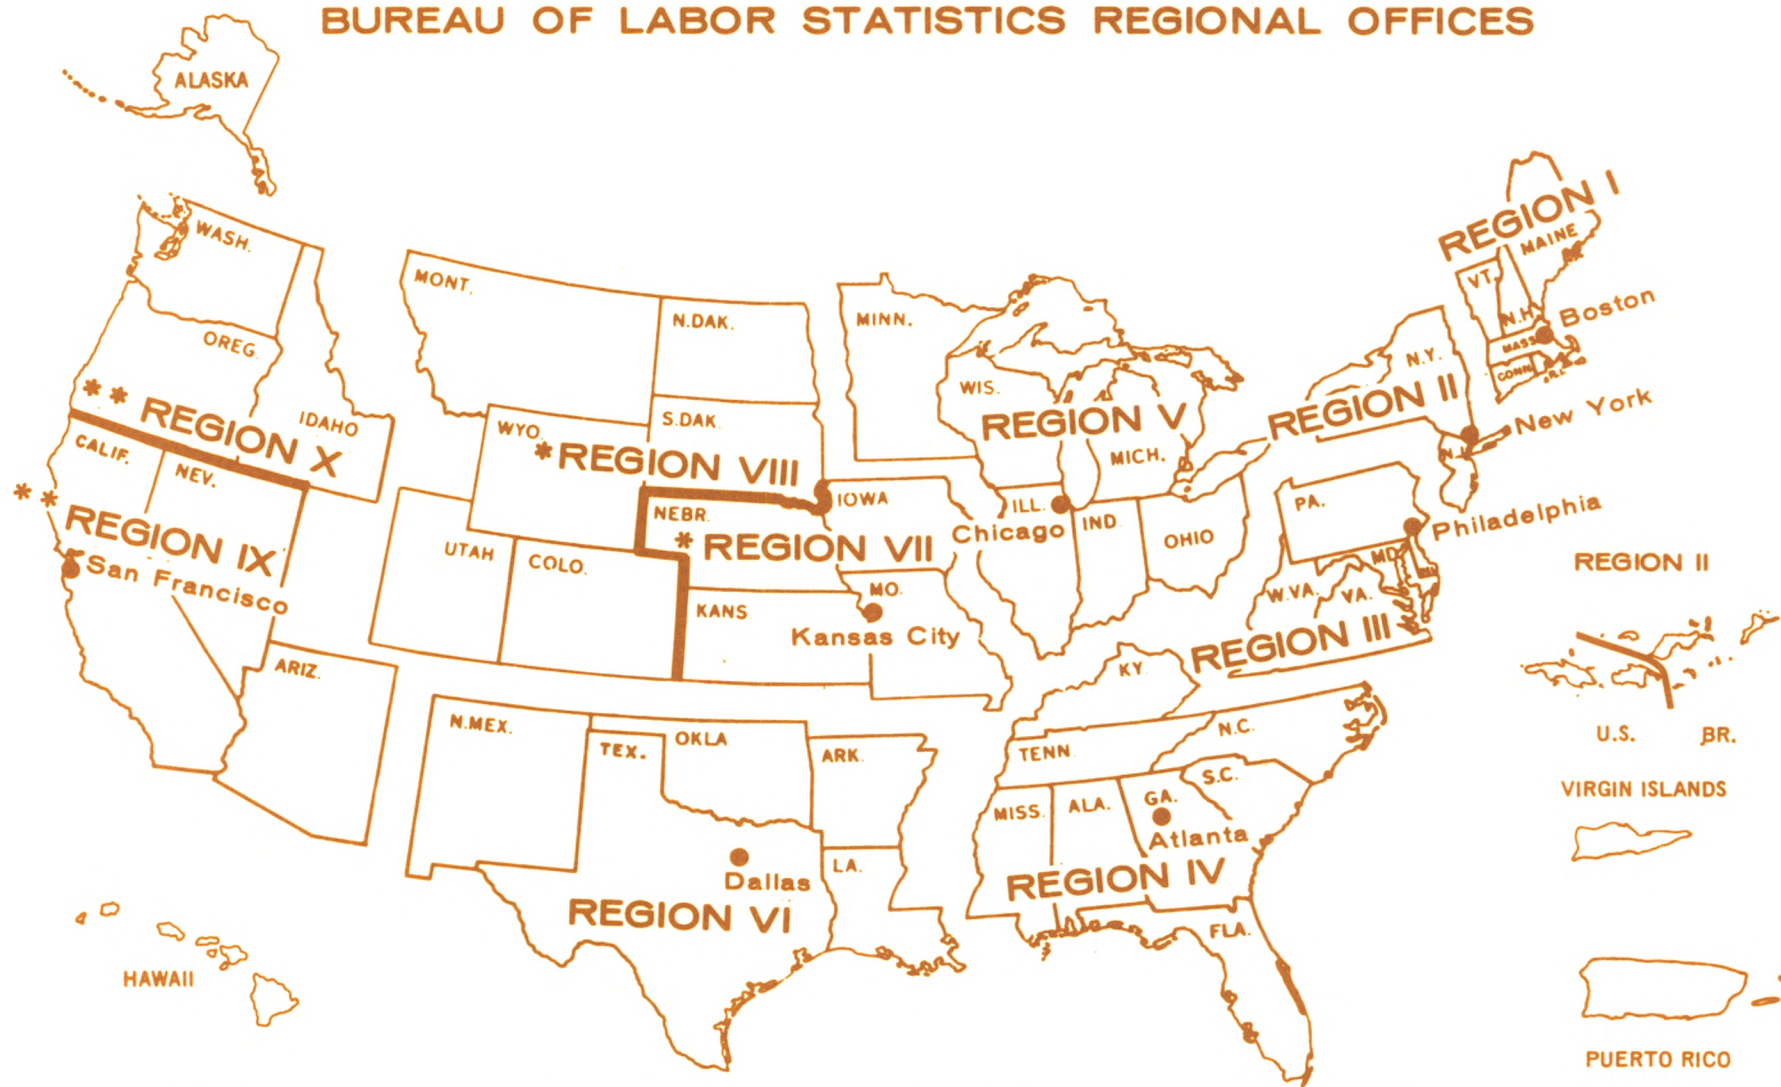 BUREAU OF LABOR STATISTICS REGIONAL OFFICES
ALASKA
REGION I
MAINE
WASH.
VT.
MONT.
N.H.
Boston
N.DAK.
MINN.
OREG.
MASS
N.Y.
CONN
R.I.
WIS.
** REGION X
IDAHO
WYO.
S.DAK.
REGION V
REGION II
New York
CALIF.
NEV.
*REGION VIII
MICH.
N.J.
** REGION IX
NEBR.
IOWA
ILL.
PA.
* REGION VII
Chicago
IND.
OHIO
Philadelphia
UTAH
COLO.
MD.
REGION II
San Francisco
KANS.
MO.
W.VA.
VA.
Kansas City
REGION III
ARIZ.
KY.
N.MEX.
TEX.
OKLA
ARK.
TENN.
N.C.
U.S.
BR.
S.C.
VIRGIN ISLANDS
MISS.
ALA.
GA.
Atlanta
LA.
Dallas
REGION IV
REGION VI
FLA.
HAWAII
PUERTO RICO